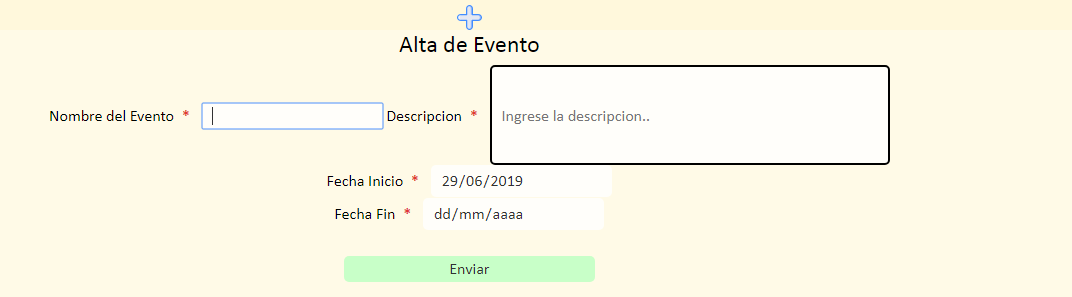 Alta de Evento
Nombre del Evento * Descripcion * Ingrese la descripcion..
Fecha Inicio * 29/06/2019
Fecha Fin * dd/mm/aaaa
Enviar